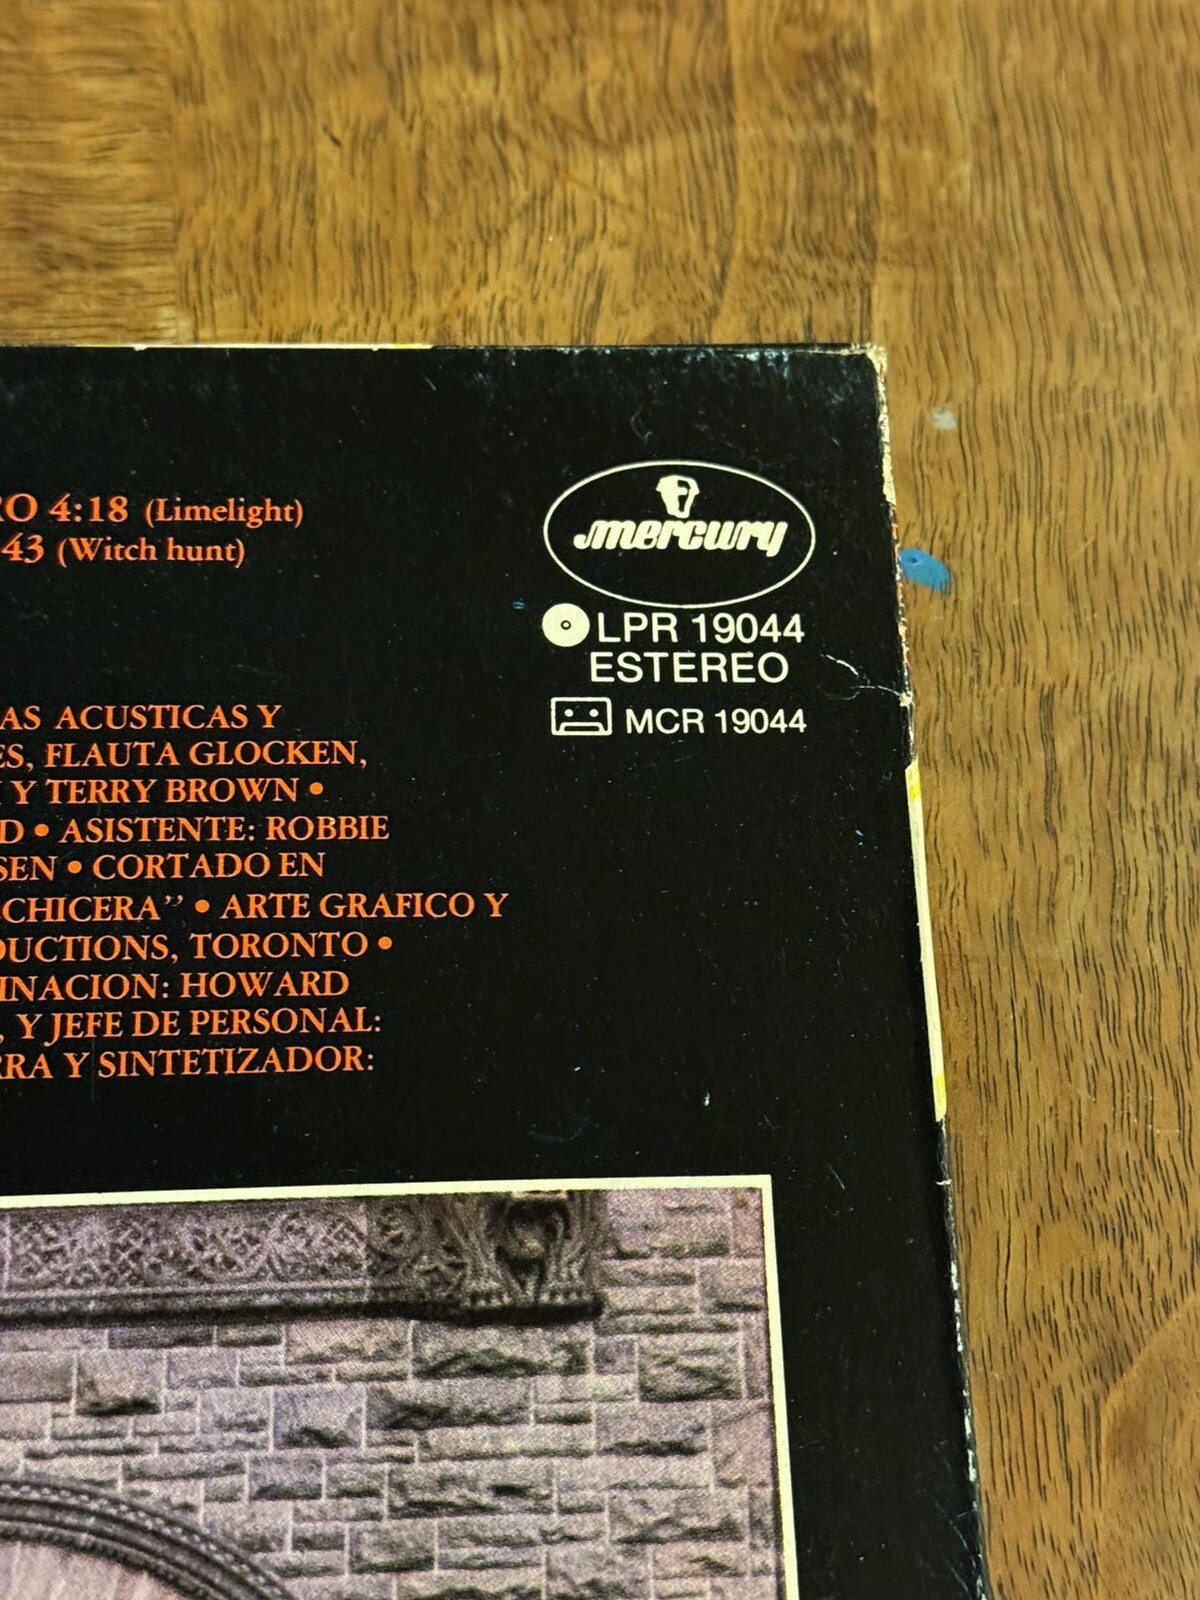 RO 4:18 (Limelight)
43 (Witch hunt)
mercury
LPR 19044
ESTEREO
MCR 19044
AS ACUSTICAS Y
ES, FLAUTA GLOCKEN,
Y TERRY BROWN •
D • ASISTENTE: ROBBIE
SEN • CORTADO EN
CHICERA” • ARTE GRAFICO Y
DUCTIONS, TORONTO •
INACION: HOWARD
, Y JEFE DE PERSONAL:
RRA Y SINTETIZADOR: